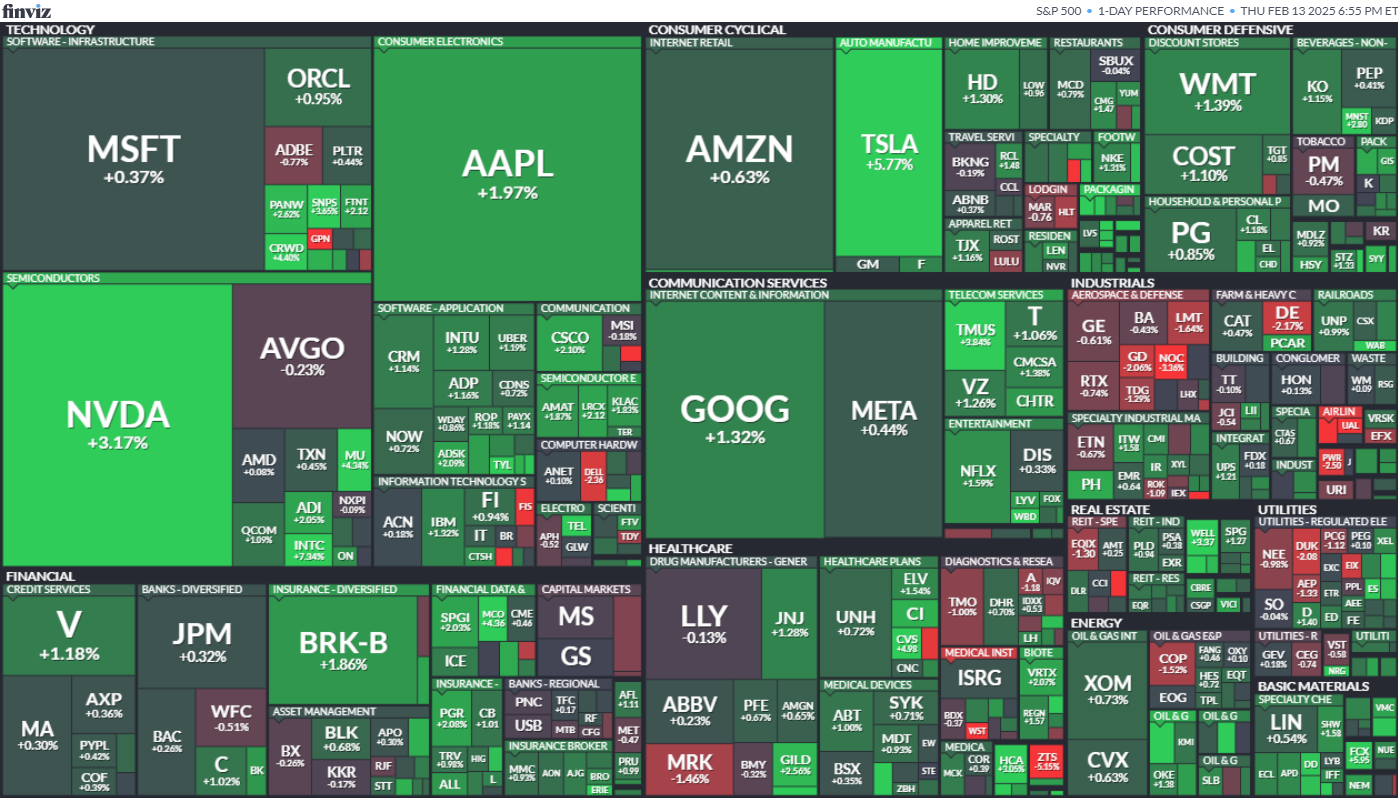 finviz
S&P 500 • 1-DAY PERFORMANCE • THU FEB 13 2025 6:55 PM ET
TECHNOLOGY
SOFTWARE - INFRASTRUCTURE
MSFT
+0.37%
ORCL
+0.95%
ADBE
-0.77%
PLTR
+0.44%
PANW
+2.62%
SNPS
+3.65%
FTNT
+2.12
CRWD
+4.40%
GPN
CONSUMER ELECTRONICS
AAPL
+1.97%
SEMICONDUCTORS
NVDA
+3.17%
AVGO
-0.23%
AMD
+0.08%
TXN
+0.45%
MU
+4.34%
QCOM
+1.09%
ADI
+2.05%
NXPI
-0.09%
INTC
+7.34%
ON
SOFTWARE - APPLICATION
CRM
+1.14%
INTU
+1.28%
UBER
+1.19%
ADP
+1.16%
CDNS
+0.72%
NOW
+0.72%
WDAY
+0.86%
ROP
+1.18%
PAYX
+1.14
ADSK
+2.09%
TYL
COMMUNICATION
CSCO
+2.10%
MSI
-0.18%
SEMICONDUCTOR E
AMAT
+1.87%
LRCX
+2.12
KLAC
+1.83%
TER
COMPUTER HARDW
ANET
+0.10%
DELL
-2.36
INFORMATION TECHNOLOGY S
ACN
+0.18%
IBM
+1.32%
FI
+0.94%
FIS
IT
BR
CTSH
ELECTRO
APH
-0.52
TEL
GLW
SCIENTI
FTV
TDY
CONSUMER CYCLICAL
INTERNET RETAIL
AMZN
+0.63%
AUTO MANUFACTU
TSLA
+5.77%
GM
F
HOME IMPROVEME
HD
+1.30%
LOW
+0.96
RESTAURANTS
MCD
+0.79%
SBUX
-0.04%
CMG
+1.47
YUM
TRAVEL SERVI
BKNG
-0.19%
RCL
+1.48
CCL
ABNB
+0.37%
SPECIALTY
FOOTW
NKE
+1.31%
LODGIN
MAR
-0.76
HLT
PACKAGIN
APPAREL RET
TJX
+1.16%
ROST
LULU
RESIDEN
LEN
NVR
LVS
CONSUMER DEFENSIVE
DISCOUNT STORES
WMT
+1.39%
COST
+1.10%
TGT
+0.85
BEVERAGES - NON-
KO
+1.15%
PEP
+0.41%
MNST
+2.80
KDP
TOBACCO
PM
-0.47%
MO
PACK
GIS
K
HOUSEHOLD & PERSONAL P
PG
+0.85%
CL
+1.18%
EL
CHD
MDLZ
+0.92%
HSY
STZ
+1.33
KR
SYY
COMMUNICATION SERVICES
INTERNET CONTENT & INFORMATION
GOOG
+1.32%
META
+0.44%
TELECOM SERVICES
TMUS
+3.84%
T
+1.06%
VZ
+1.26%
CMCSA
+1.38%
CHTR
ENTERTAINMENT
NFLX
+1.59%
DIS
+0.33%
LYV
FOX
WBD
INDUSTRIALS
AEROSPACE & DEFENSE
GE
-0.61%
BA
-0.43%
LMT
-1.64%
RTX
-0.74%
GD
-2.06%
NOC
-3.36%
TDG
-1.29%
LHX
FARM & HEAVY C
CAT
+0.47%
DE
-2.17%
PCAR
RAILROADS
UNP
+0.99%
CSX
WAB
BUILDING
TT
-0.10%
JCI
-0.54
LII
CONGLOMER
HON
+0.13%
WASTE
WM
+0.09
RSG
SPECIALTY INDUSTRIAL MA
ETN
-0.67%
ITW
+1.58
CMI
PH
EMR
+0.64
IR
XYL
ROK
-1.09
IEX
INTEGRAT
UPS
+1.21
FDX
+0.18
SPECIA
CTAS
+0.67
INDUST
AIRLIN
UAL
VRSK
EFX
PWR
-2.50
J
URI
HEALTHCARE
DRUG MANUFACTURERS - GENER
LLY
-0.13%
JNJ
+1.28%
ABBV
+0.23%
PFE
+0.67%
AMGN
+0.65%
MRK
-1.46%
BMY
-0.32%
GILD
+2.56%
HEALTHCARE PLANS
UNH
+0.72%
ELV
+1.54%
CI
CVS
+4.98
CNC
MEDICAL DEVICES
ABT
+1.00%
SYK
+0.71%
MDT
+0.93%
EW
BSX
+0.35%
STE
ZBH
DIAGNOSTICS & RESEA
TMO
-1.00%
DHR
+0.70%
A
-1.18
IQV
IDXX
+0.53
LH
MEDICAL INST
ISRG
BDX
-0.37
WST
BIOTE
VRTX
+2.07%
REGN
+1.57
MEDICA
MCK
COR
+0.39
HCA
+3.05%
ZTS
-5.15%
REAL ESTATE
REIT - SPE
EQIX
-1.30
AMT
+0.25
DLR
CCI
REIT - IND
PLD
+0.94
PSA
+0.38
EXR
WELL
+3.37
SPG
+1.27
REIT - RES
EQR
CBRE
CSGP
VICI
UTILITIES
UTILITIES - REGULATED ELE
NEE
-0.98%
DUK
-2.08
PCG
-1.12
PEG
+0.10
XEL
SO
-0.04%
AEP
-1.33
EXC
EIX
ETR
PPL
ES
D
+1.40
AEE
ED
FE
UTILITIES - R
GEV
+0.18%
CEG
-0.74
VST
-0.58
NRG
UTILITI
ENERGY
OIL & GAS INT
XOM
+0.73%
CVX
+0.63%
OIL & GAS E&P
COP
-1.52%
FANG
+0.46
OXY
+0.10
EOG
HES
+0.72
EQT
TPL
OIL & G
KMI
OKE
+1.38
OIL & G
OIL & G
SLB
BASIC MATERIALS
SPECIALTY CHE
LIN
+0.54%
SHW
+1.58
ECL
APD
DD
LYB
IFF
VMC
FCX
+5.95
NUE
NEM
FINANCIAL
CREDIT SERVICES
V
+1.18%
MA
+0.30%
AXP
+0.36%
PYPL
+0.42%
COF
+0.39%
BANKS - DIVERSIFIED
JPM
+0.32%
BAC
+0.26%
WFC
-0.51%
C
+1.02%
BK
INSURANCE - DIVERSIFIED
BRK-B
+1.86%
ASSET MANAGEMENT
BX
-0.26%
BLK
+0.68%
APO
+0.30%
KKR
-0.17%
RJF
STT
FINANCIAL DATA &
SPGI
+2.03%
MCO
+4.36
CME
+0.46
ICE
CAPITAL MARKETS
MS
GS
INSURANCE -
PGR
+2.08%
CB
+1.01
TRV
+0.98%
HIG
ALL
L
BANKS - REGIONAL
PNC
TFC
+0.17
USB
RF
MTB
CFG
AFL
+1.11
MET
-0.47
PRU
+0.99
INSURANCE BROKER
MMC
+0.93%
AON
AJG
BRO
ERIE